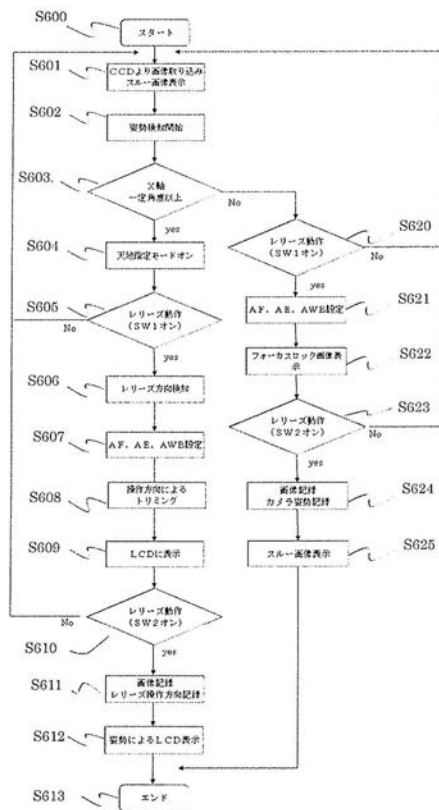 S600
スタート
S601
CCDより画像取り込み
スルー画像表示
S602
姿勢検知開始
S603.
X軸
一定角度以上
No
yes
S604
天地指定モードオン
S605
レリーズ動作
(SW1オン)
No
yes
S606
レリーズ方向検知
S607
AF、AE、AWB設定
S608
操作方向による
トリミング
S609
LCDに表示
レリーズ動作
(SW2オン)
No
S610
yes
S611
画像記録
レリーズ操作方向記録
S612
姿勢によるLCD表示
S613
エンド
S620
レリーズ動作
(SW1オン)
No
yes
S621
AF、AE、AWB設定
S622
フォーカスロック画像表
示
S623
レリーズ動作
(SW2オン)
No
yes
S624
画像記録
カメラ姿勢記録
S625
スルー画像表示